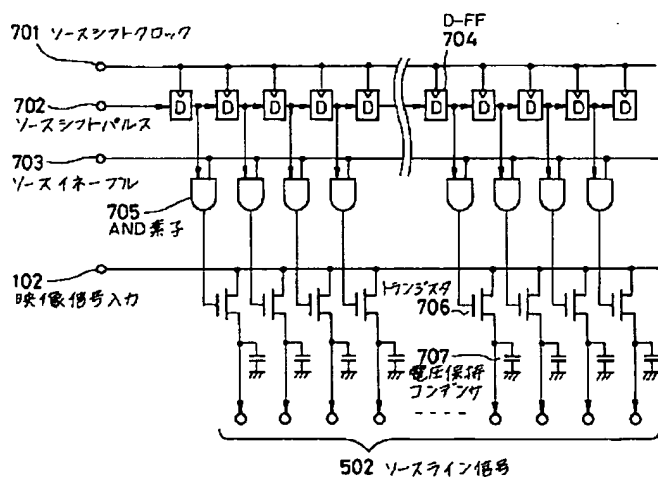 701 ソースシフトクロック
D-FF
704
D D D D D D D D D D
702
ソースシフトパルス
703
ソースイネーブル
705
AND素子
102
映像信号入力
トランジスタ
706
707
電圧保持
コンデンサ
502 ソースライン信号